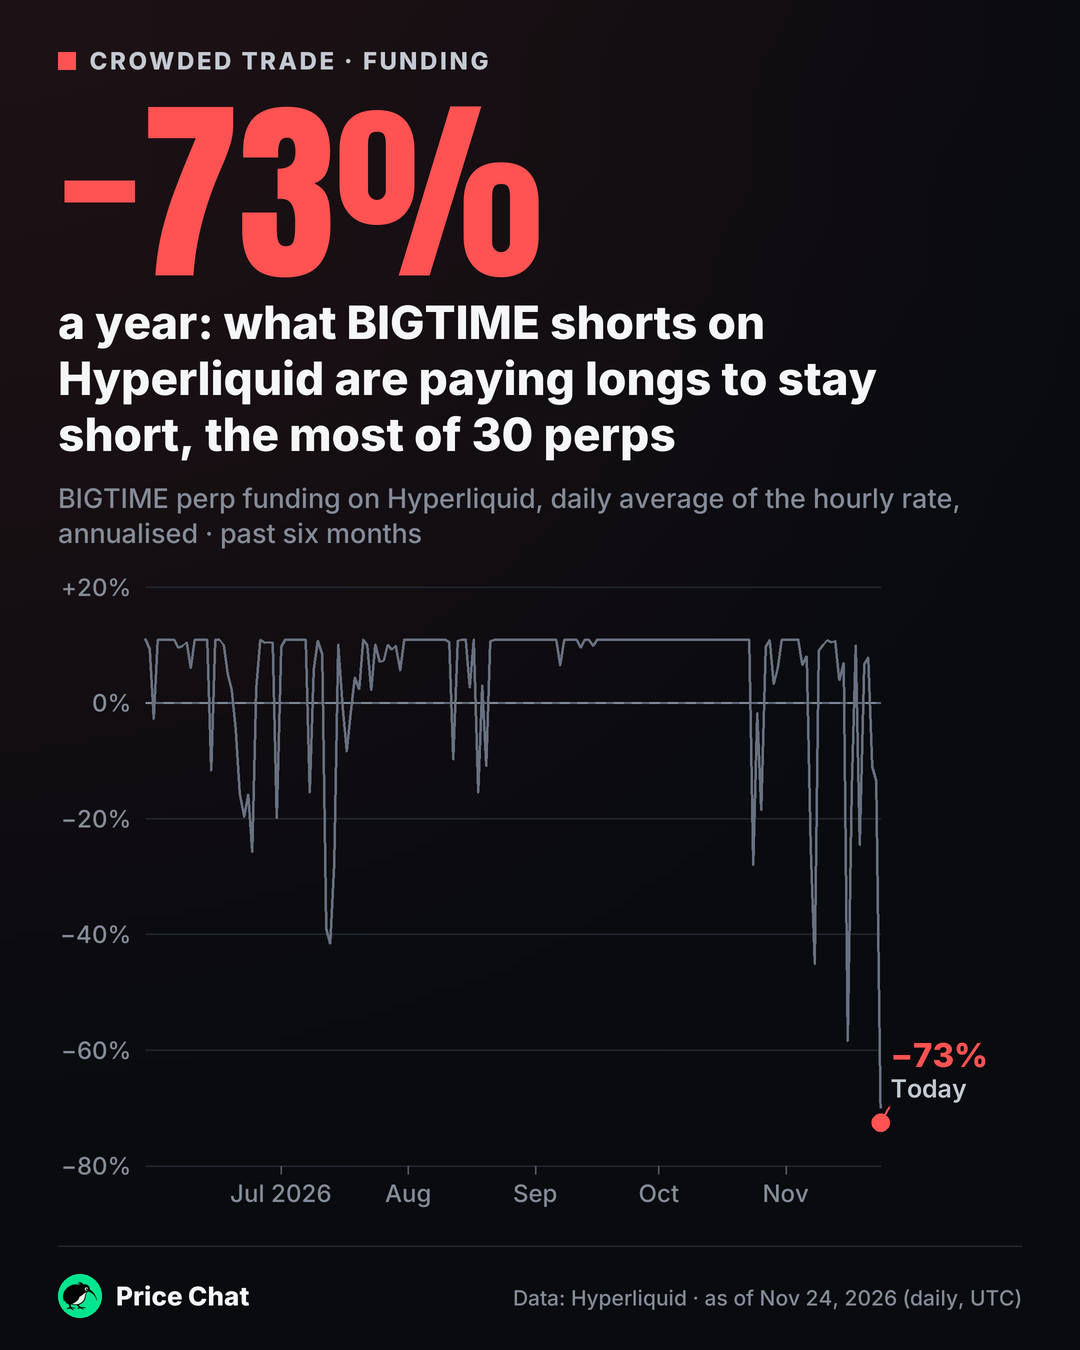 CROWDED TRADE · FUNDING
−73%
a year: what BIGTIME shorts on
Hyperliquid are paying longs to stay
short, the most of 30 perps
BIGTIME perp funding on Hyperliquid, daily average of the hourly rate,
annualised · past six months
+20%
0%
−20%
−40%
−60%
−80%
−73%
Today
Jul 2026 Aug Sep Oct Nov
Price Chat
Data: Hyperliquid · as of Nov 24, 2026 (daily, UTC)